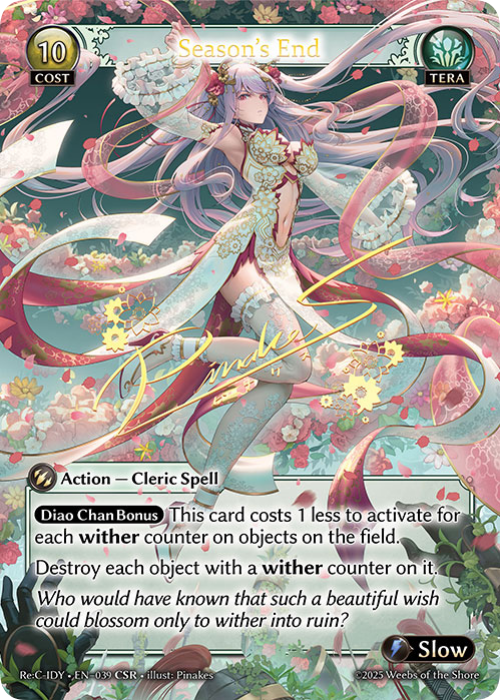 10
COST
Season's End
TERA
Pinakes
Action — Cleric Spell
Diao Chan Bonus This card costs 1 less to activate for
each wither counter on objects on the field.
Destroy each object with a wither counter on it.
Who would have known that such a beautiful wish
could blossom only to wither into ruin?
Slow
Re:C-IDY • EN-039 CSR • illust: Pinakes
©2025 Weebs of the Shore